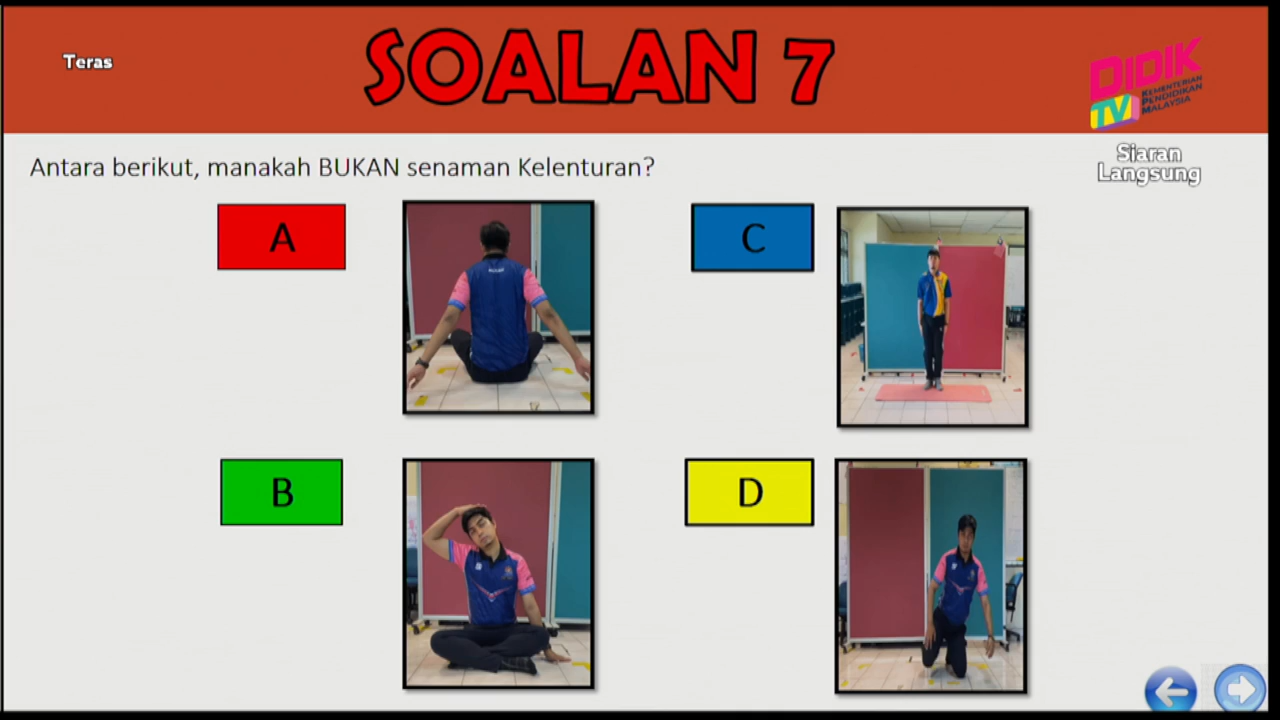 Teras
SOALAN 7
DIDIK
TV
KEMENTERIAN
PENDIDIKAN
MALAYSIA
Siaran
Langsung
Antara berikut, manakah BUKAN senaman Kelenturan?
A
C
B
D